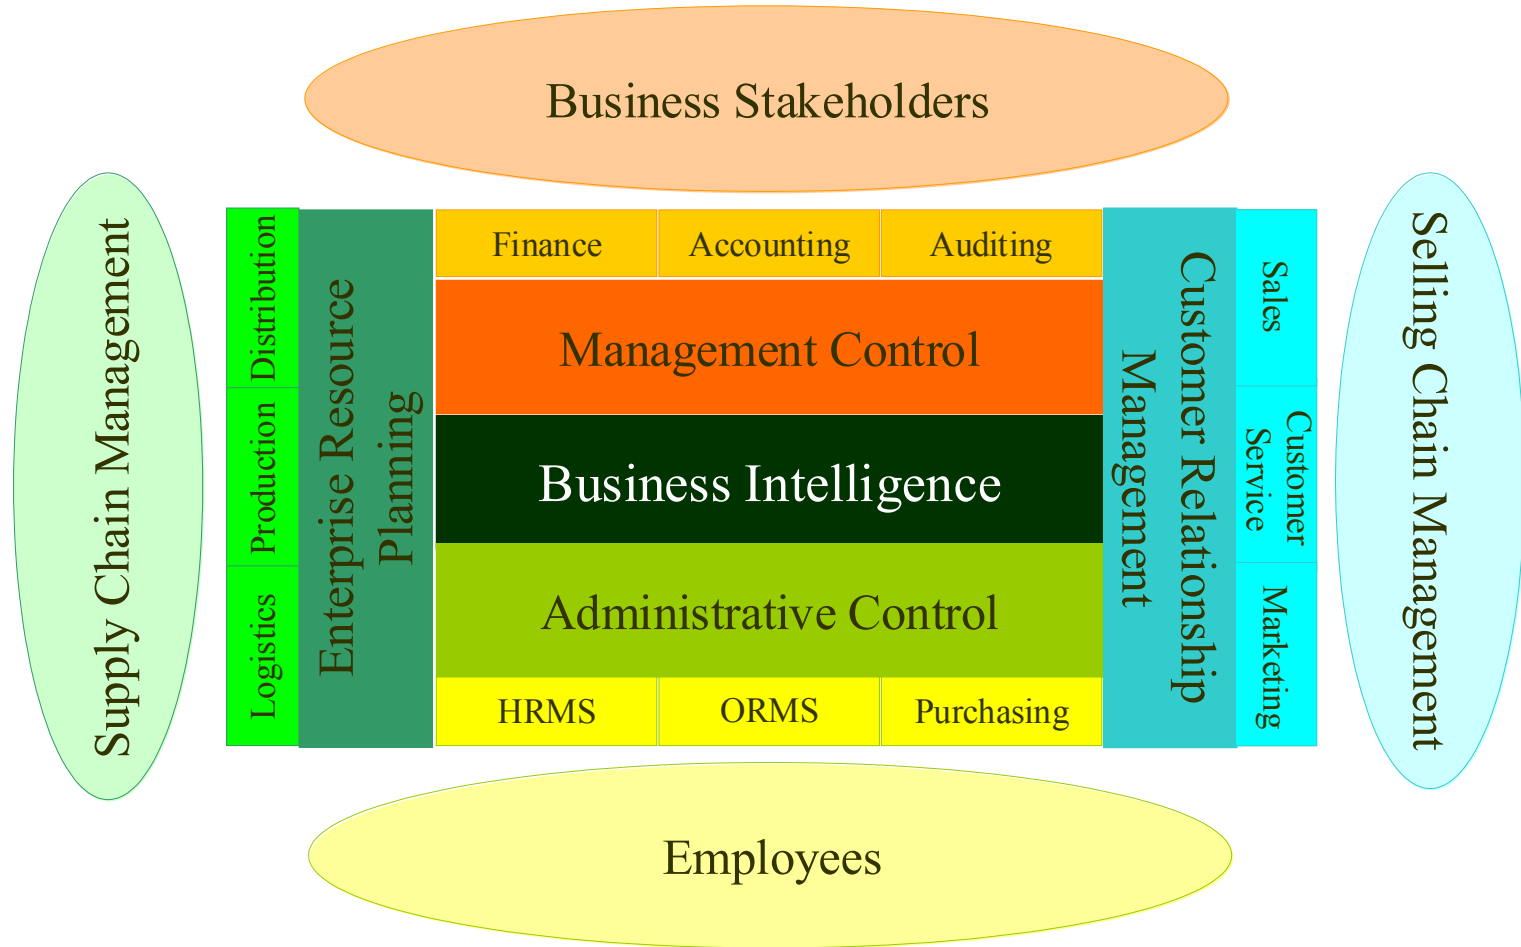 Business Stakeholders
Supply Chain Management
Distribution
Production
Logistics
Enterprise Resource
Planning
Finance
Accounting
Auditing
Management Control
Business Intelligence
Administrative Control
HRMS
ORMS
Purchasing
Customer Relationship
Management
Sales
Customer
Service
Marketing
Selling Chain Management
Employees